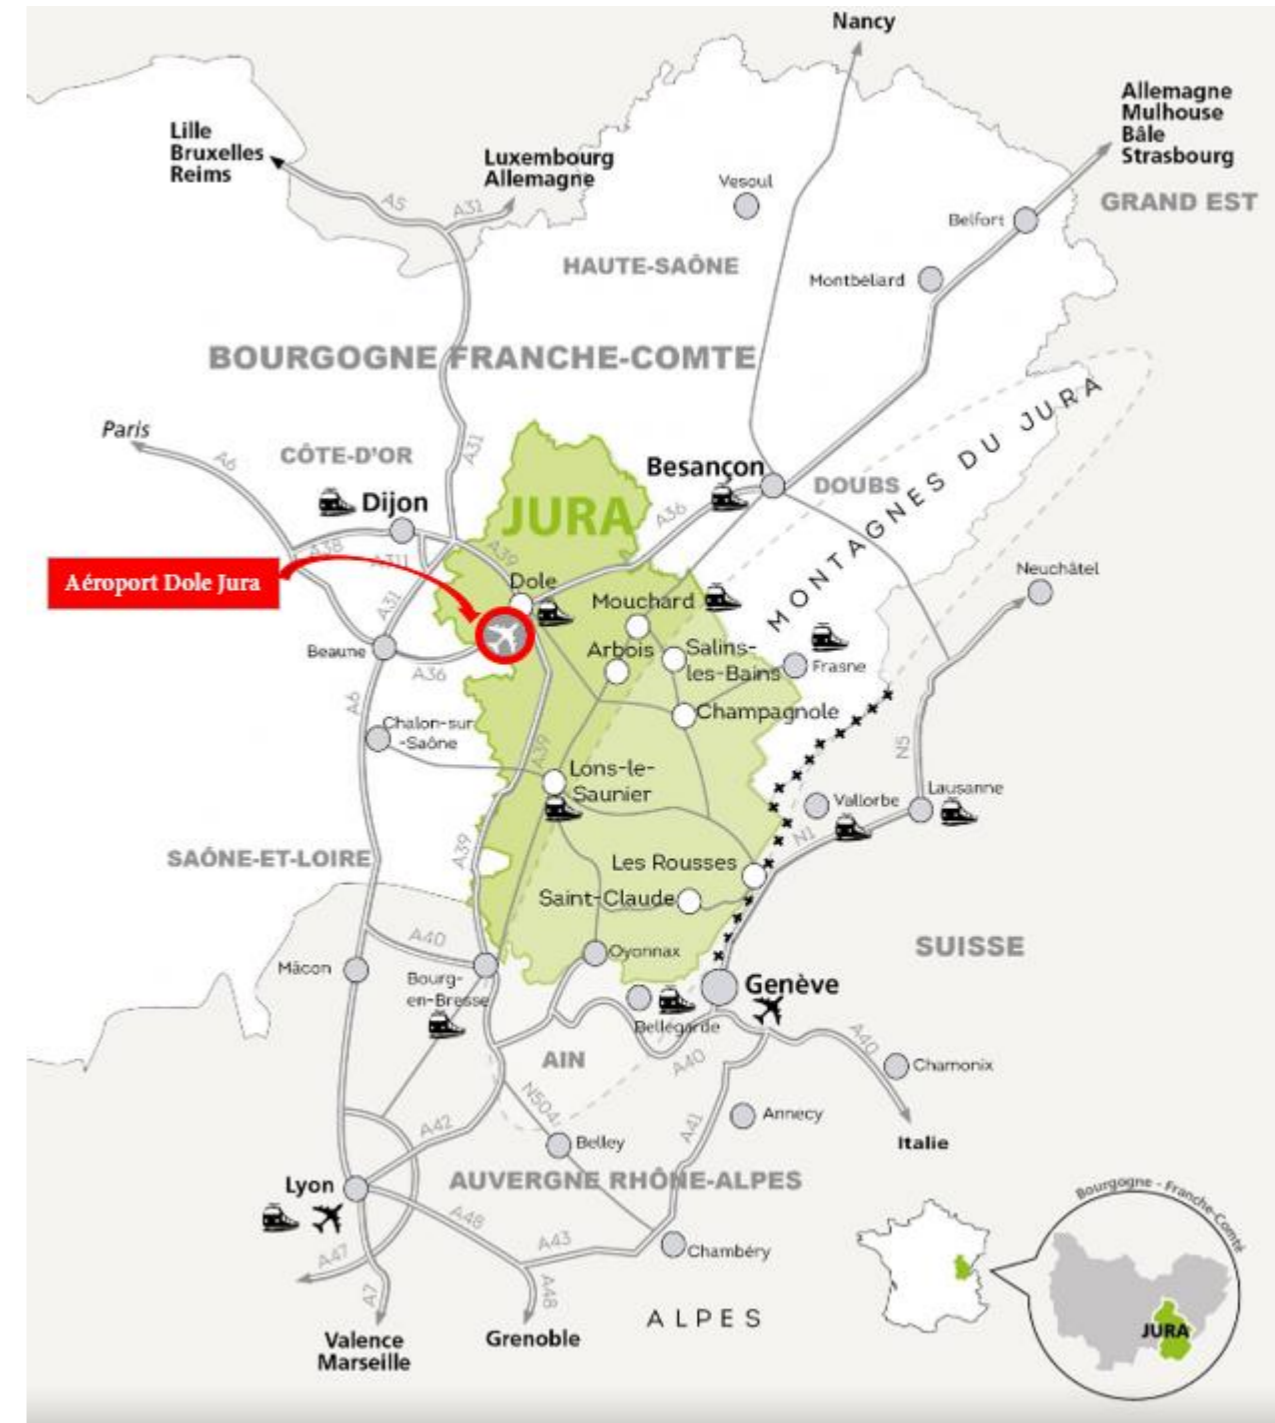 Nancy
Allemagne
Mulhouse
Bâle
Strasbourg
Lille
Bruxelles
Reims
Luxembourg
Allemagne
A5
A31
Vesoul
GRAND EST
Belfort
HAUTE-SAÔNE
Montbéliard
BOURGOGNE FRANCHE-COMTE
MONTAGNES DU JURA
Paris
A6
CÔTE-D'OR
A31
Besançon
DOUBS
Dijon
JURA
A36
A38
A311
A39
Aéroport Dole Jura
Dole
Mouchard
Neuchâtel
A31
Beaune
Arbois
Salins-
les-Bains
Frasne
A36
A6
Chalon-sur
-Saône
Champagnole
A39
N5
Lons-le-
Saunier
Vallorbe
Lausanne
N1
SAÔNE-ET-LOIRE
A39
Les Rousses
Saint-Claude
A40
Oyonnax
SUISSE
Mâcon
Bourg-
en-Bresse
Genève
Bellegarde
AIN
A40
A40
Chamonix
N504
A42
A41
Annecy
Belley
Italie
AUVERGNE RHÔNE-ALPES
Lyon
A48
A43
Chambéry
A47
A7
A48
ALPES
Valence
Marseille
Grenoble
Bourgogne - Franche-Comté
JURA